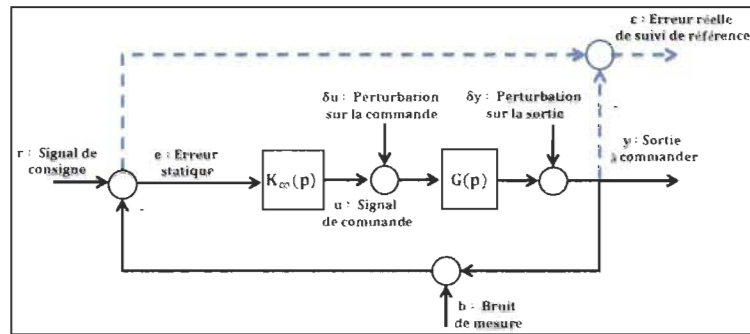 ε : Erreur réelle
de suivi de référence
δu : Perturbation
sur la commande
δy : Perturbation
sur la sortie
r : Signal de
consigne
e : Erreur
statique
K∞(p)
u : Signal
de commande
G(p)
y : Sortie
à commander
-
-
b : Bruit
de mesure